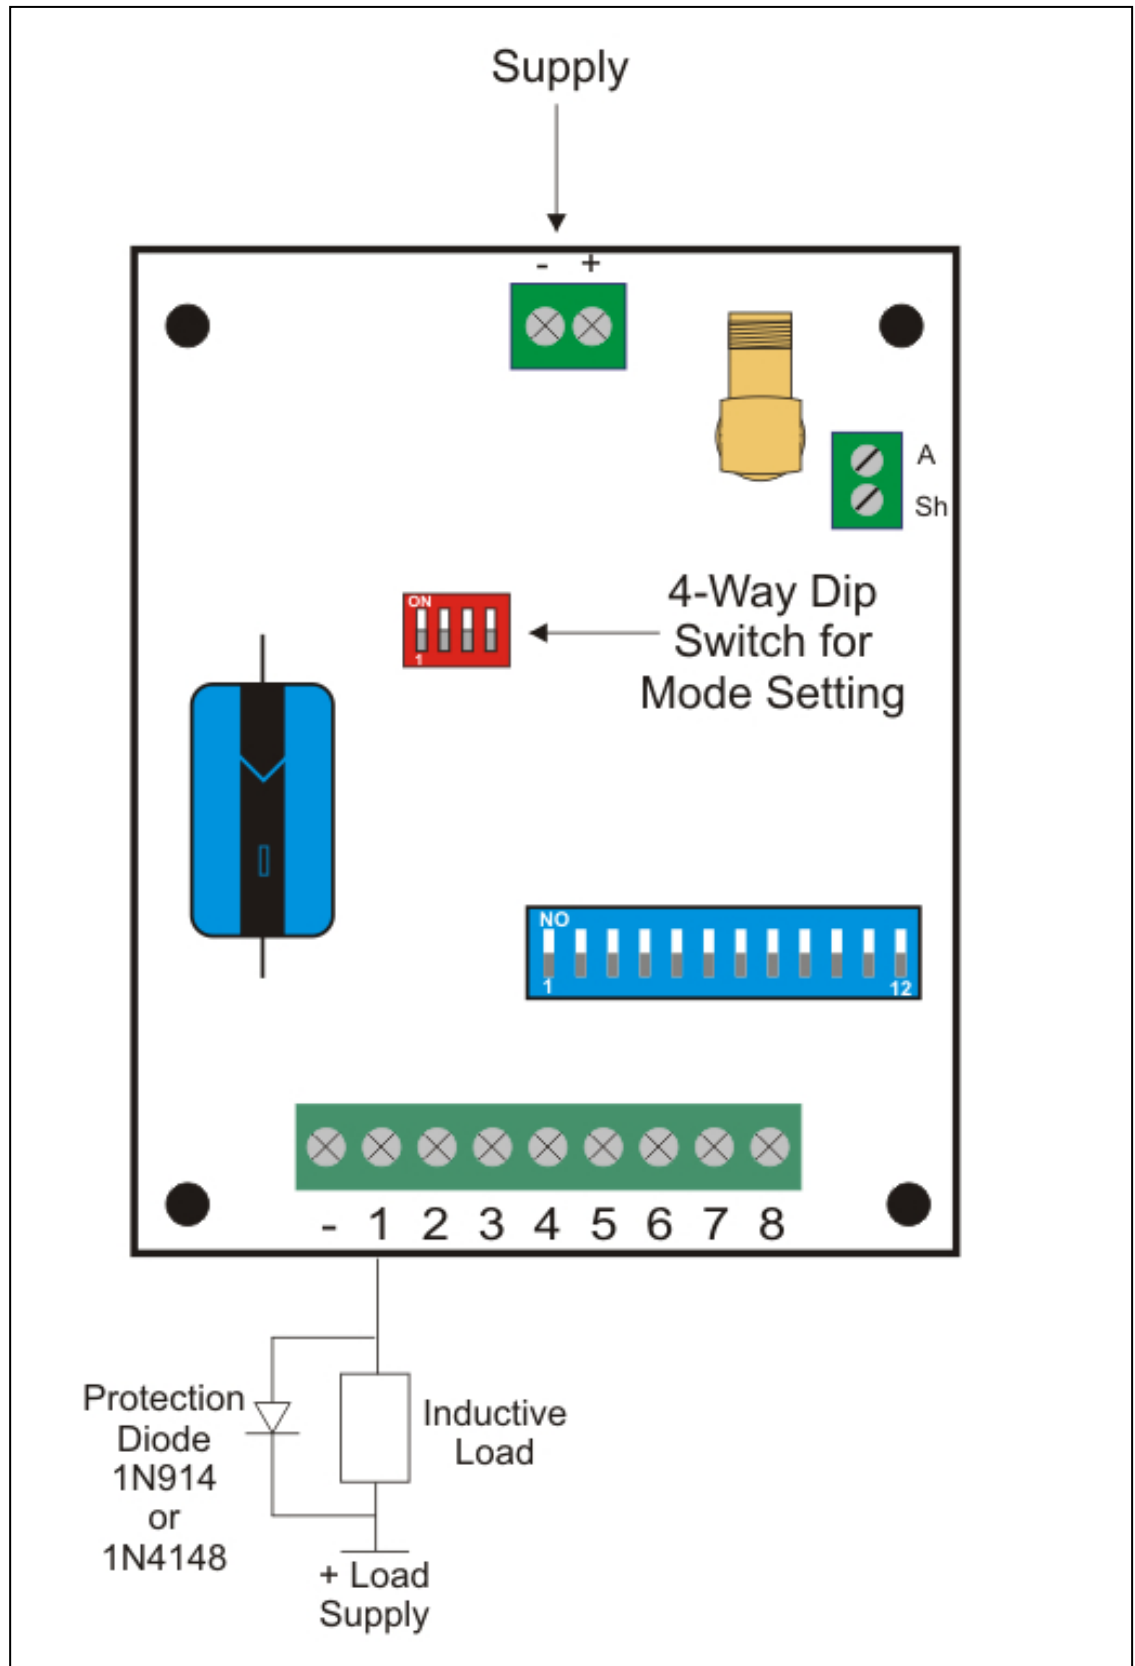 Supply
- +
A
Sh
ON
1
4-Way Dip
Switch for
Mode Setting
NO
1 12
- 1 2 3 4 5 6 7 8
Protection
Diode
1N914
or
1N4148
Inductive
Load
+ Load
Supply